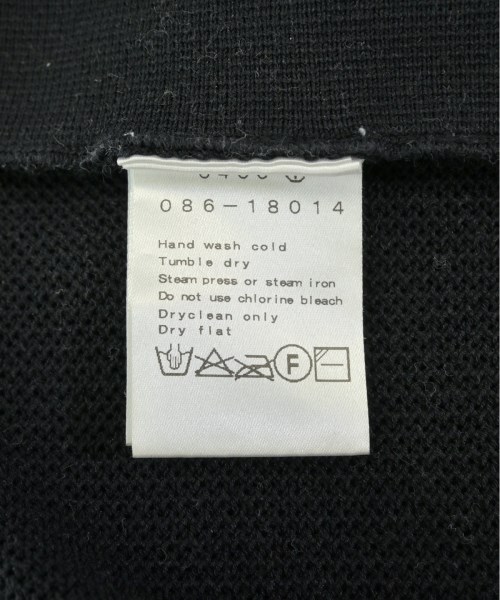 086-18014
Hand wash cold
Tumble dry
Steam press or steam iron
Do not use chlorine bleach
Dryclean only
Dry flat
F